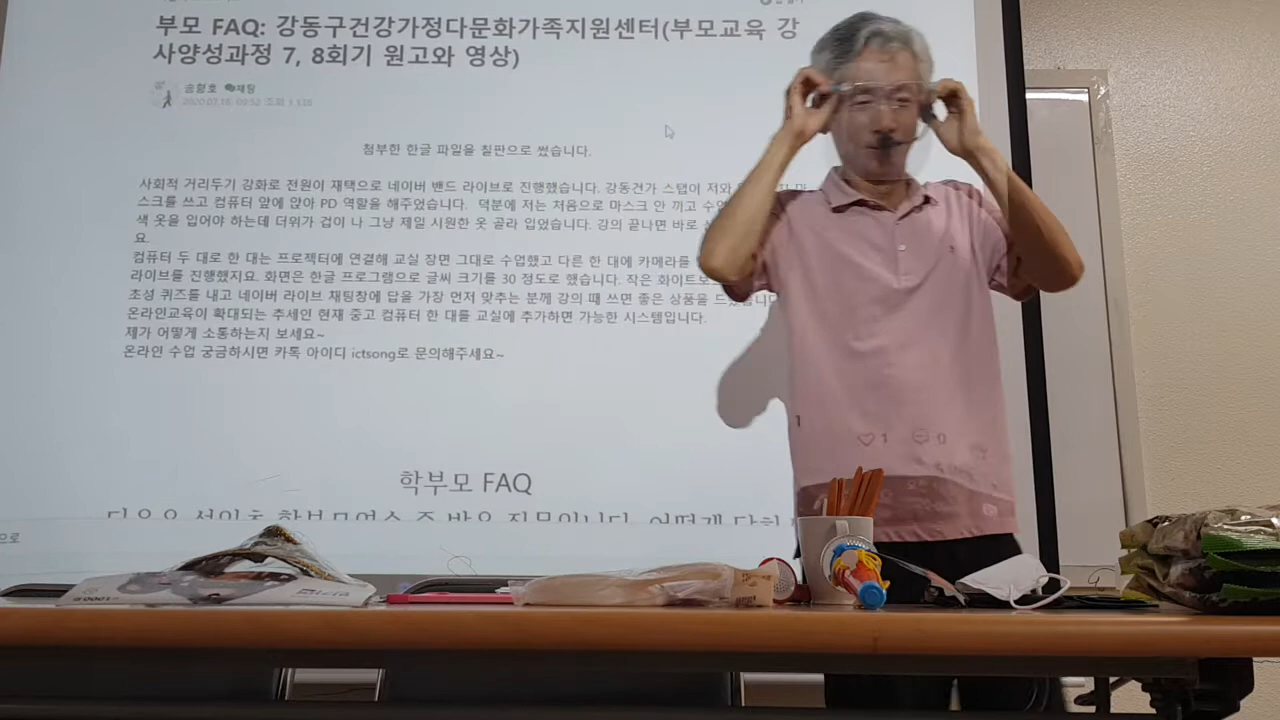 부모 FAQ: 강동구건강가정다문화가족지원센터(부모교육 강
사양성과정 7, 8회기 원고와 영상)
송형호 채팅
2020.07.18. 09:52
첨부한 한글 파일을 칠판으로 썼습니다.
사회적 거리두기 강화로 전원이 재택으로 네이버 밴드 라이브로 진행했습니다. 강동건가 스탭이 저와
스크를 쓰고 컴퓨터 앞에 앉아 PD 역할을 해주었습니다. 덕분에 저는 처음으로 마스크 안 끼고
색 옷을 입어야 하는데 더위가 겁이 나 그냥 제일 시원한 옷 골라 입었습니다. 강의 끝나면 바로
요.
컴퓨터 두 대로 한 대는 프로젝터에 연결해 교실 장면 그대로 수업했고 다른 한 대에 카메라를
라이브를 진행했지요. 화면은 한글 프로그램으로 글씨 크기를 30 정도로 했습니다. 작은
초성 퀴즈를 내고 네이버 라이브 채팅창에 답을 가장 먼저 맞추는 분께 강의 때 쓰면 좋은 상품을
온라인교육이 확대되는 추세인 현재 중고 컴퓨터 한 대를 교실에 추가하면 가능한 시스템입니다.
제가 어떻게 소통하는지 보세요~
온라인 수업 궁금하시면 카톡 아이디 ictsong로 문의해주세요~
1
1 0
학부모 FAQ
으로